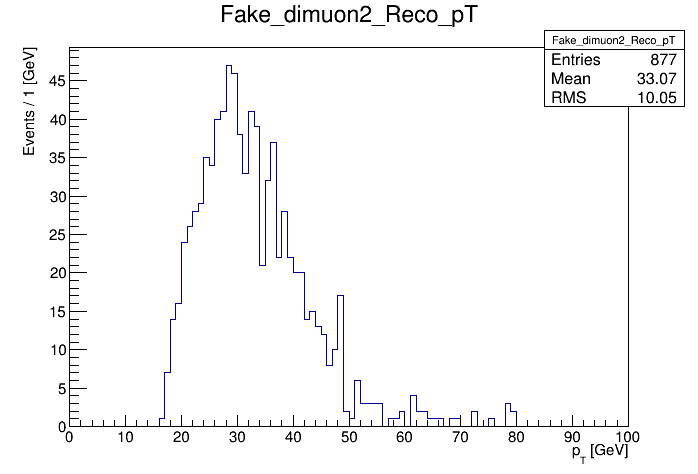 Fake_dimuon2_Reco_pT
Fake_dimuon2_Reco_pT
Entries 877
Mean 33.07
RMS 10.05
Events / 1 [GeV]
45
40
35
30
25
20
15
10
5
0
0 10 20 30 40 50 60 70 80 90 100
p_T [GeV]